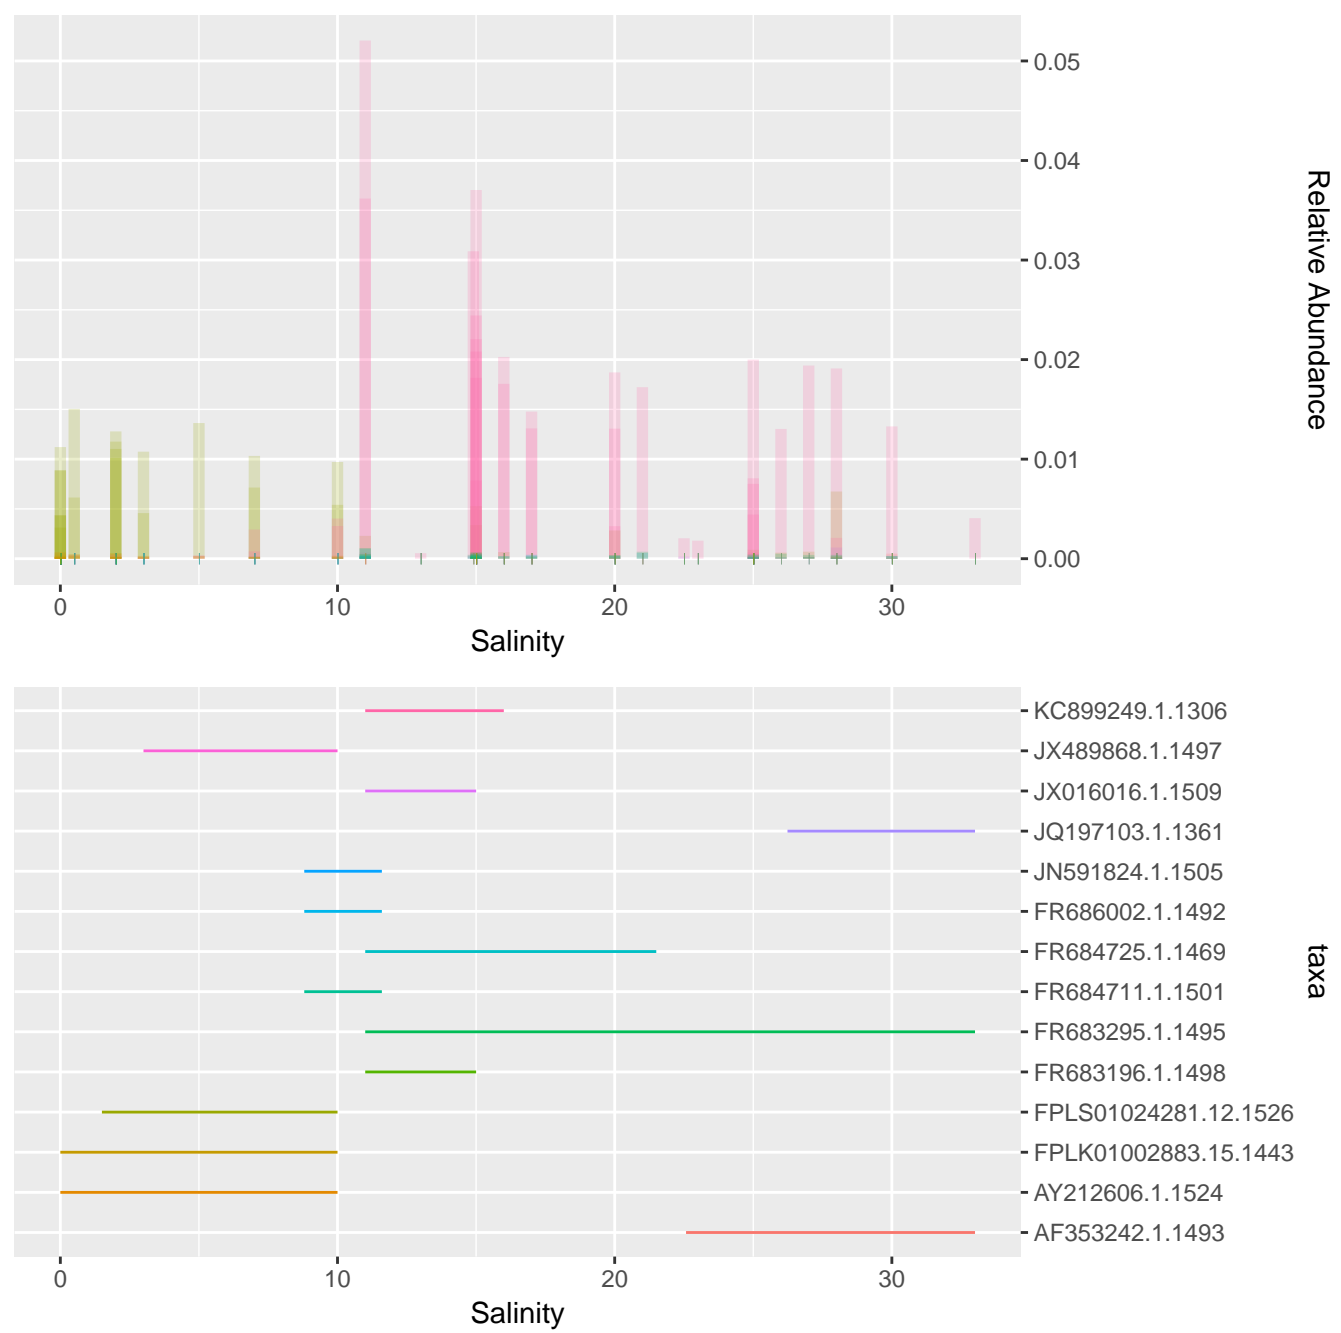 0.05
0.04
0.03
0.02
0.01
0.00
Relative Abundance
0 10 20 30
Salinity
KC899249.1.1306
JX489868.1.1497
JX016016.1.1509
JQ197103.1.1361
JN591824.1.1505
FR686002.1.1492
FR684725.1.1469
FR684711.1.1501
FR683295.1.1495
FR683196.1.1498
FPLS01024281.12.1526
FPLK01002883.15.1443
AY212606.1.1524
AF353242.1.1493
taxa
0 10 20 30
Salinity